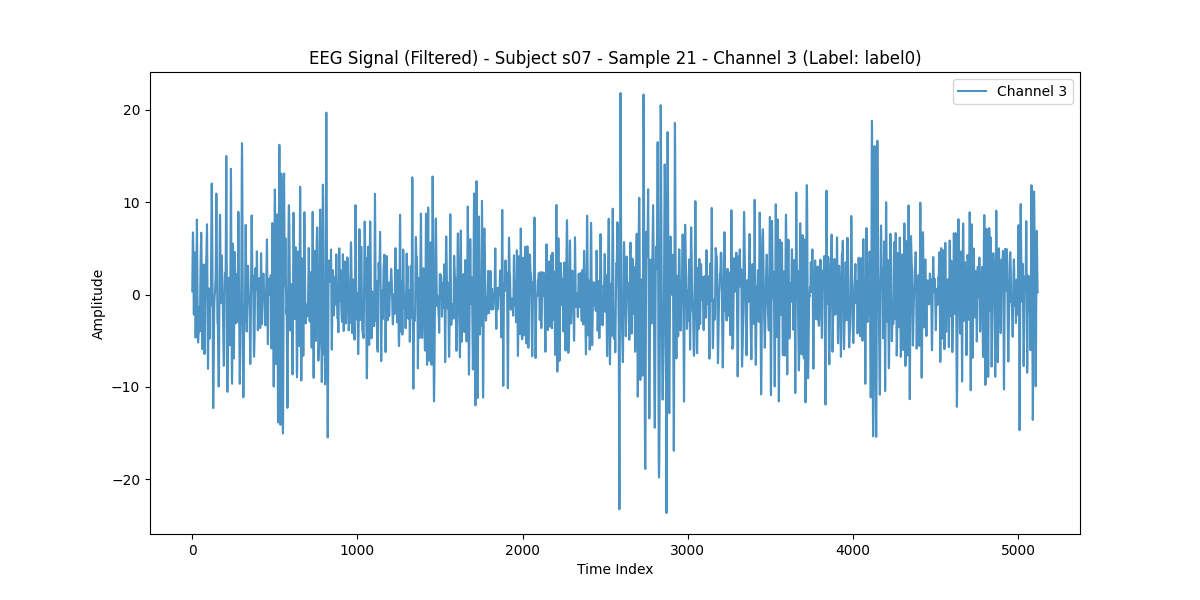 EEG Signal (Filtered) - Subject s07 - Sample 21 - Channel 3 (Label: label0)
Channel 3
20
10
0
−10
−20
Amplitude
0 1000 2000 3000 4000 5000
Time Index